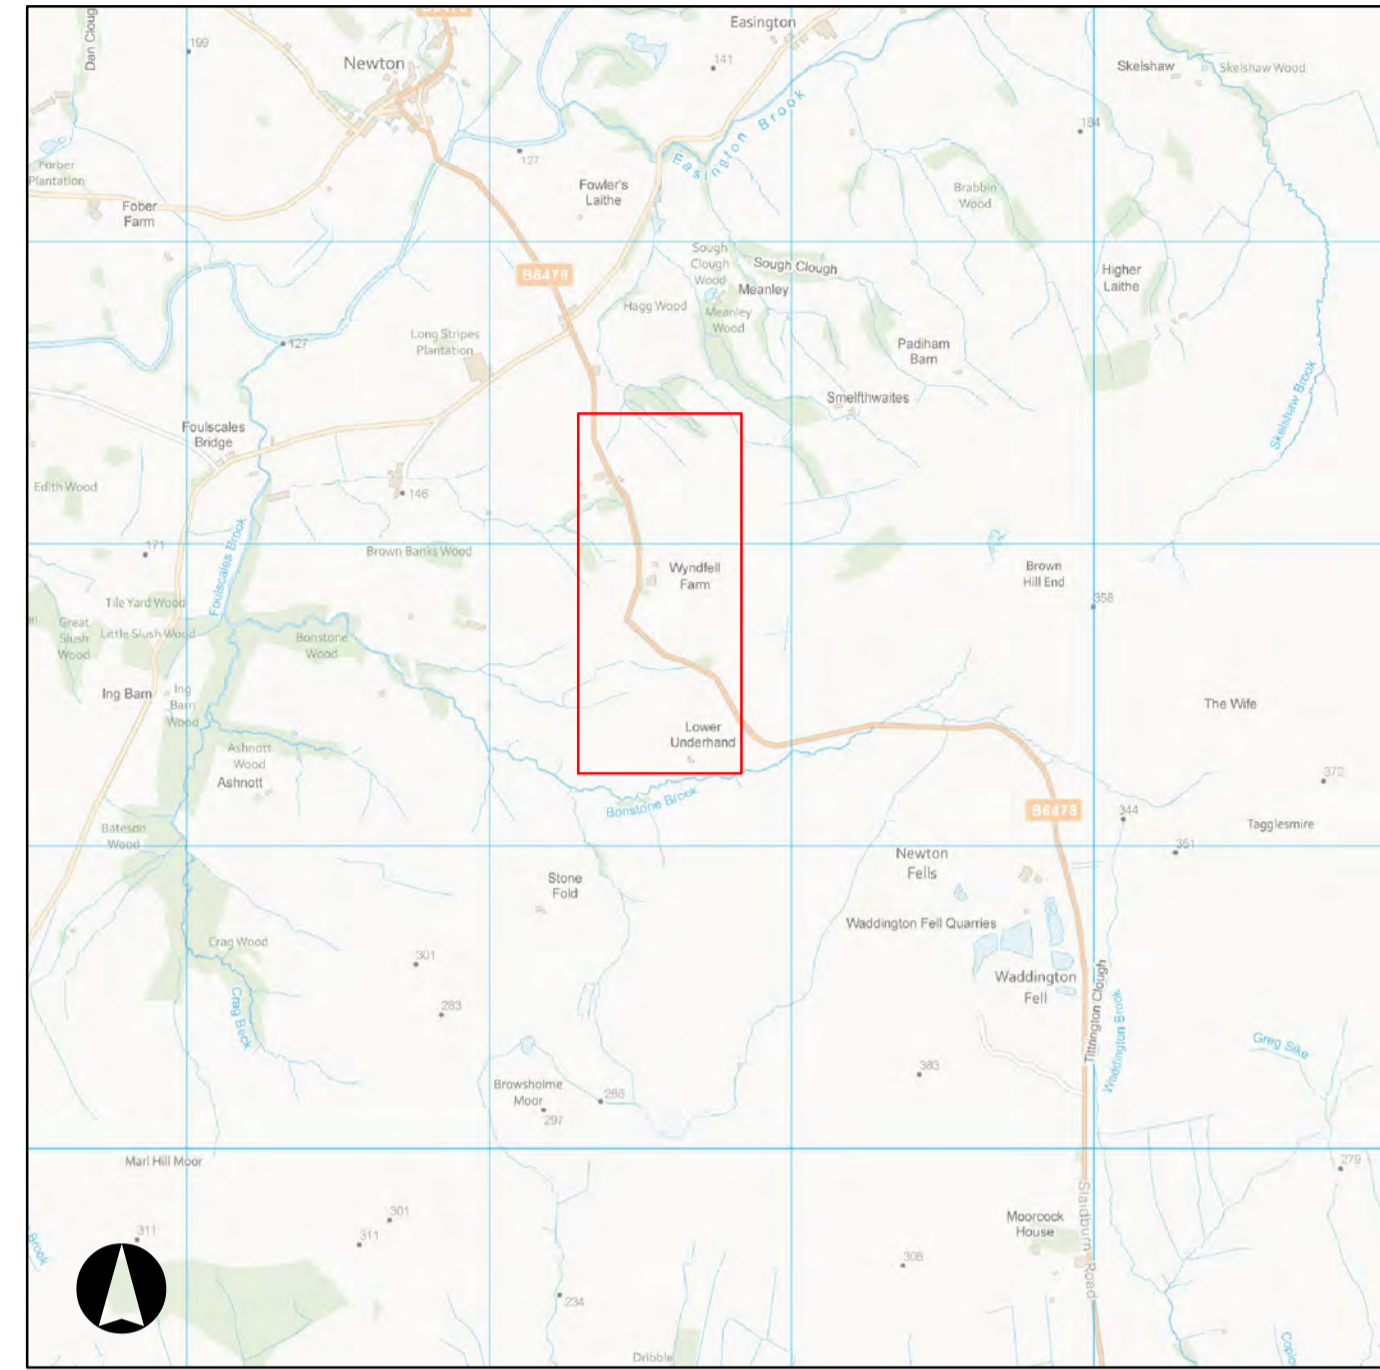 B6478
Easington
Dan Cloug
199
Newton
141
Skelshaw
Skelshaw Wood
Easington Brook
184
127
Forber
Plantation
Fowler's
Laithe
Brabbin
Wood
Fober
Farm
Sough
Clough
Wood
Sough Clough
B6478
Meanley
Higher
Laithe
Hagg Wood
Meanley
Wood
Long Stripes
Plantation
127
Padiham
Barn
Smelfthwaites
Skelshaw Brook
Foulscales
Bridge
Edith Wood
146
171
Brown Banks Wood
Foulscales Brook
Wyndfell
Farm
Brown
Hill End
358
Tile Yard Wood
Great
Slush
Wood
Little Slush Wood
Bonstone
Wood
Ing Barn
Ing
Barn
Wood
The Wife
Lower
Underhand
Ashnott
Wood
Ashnott
372
Bonstone Brook
B6478
344
Tagglesmire
Bateson
Wood
351
Newton
Fells
Stone
Fold
Waddington Fell Quarries
Crag Wood
301
Waddington
Fell
283
Crag Beck
Tittrington Clough
Waddington Brook
Greg Sike
383
Browsholme
Moor
286
297
Marl Hill Moor
279
Slaidburn Road
301
Moorcock
House
311
311
Brook
308
234
Dribble